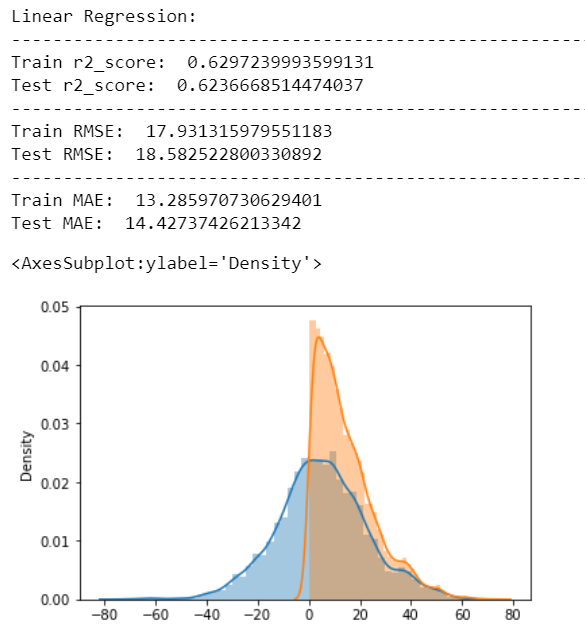 Linear Regression:
--------------------------------------------------------
Train r2_score:  0.6297239993599131
Test r2_score:  0.6236668514474037
--------------------------------------------------------
Train RMSE:  17.931315979551183
Test RMSE:  18.582522800330892
--------------------------------------------------------
Train MAE:  13.285970730629401
Test MAE:  14.42737426213342
<AxesSubplot:ylabel='Density'>
0.05
0.04
0.03
Density
0.02
0.01
0.00
−80 −60 −40 −20 0 20 40 60 80